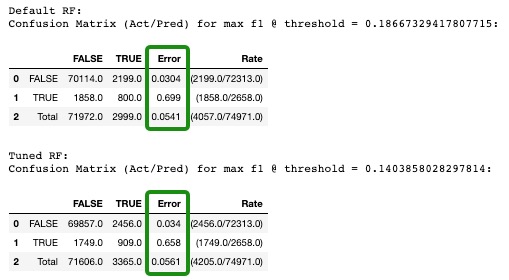 Default RF:
Confusion Matrix (Act/Pred) for max f1 @ threshold = 0.18667329417807715:
FALSE TRUE Error Rate
0 FALSE 70114.0 2199.0 0.0304 (2199.0/72313.0)
1 TRUE 1858.0 800.0 0.699 (1858.0/2658.0)
2 Total 71972.0 2999.0 0.0541 (4057.0/74971.0)
Tuned RF:
Confusion Matrix (Act/Pred) for max f1 @ threshold = 0.1403858028297814:
FALSE TRUE Error Rate
0 FALSE 69857.0 2456.0 0.034 (2456.0/72313.0)
1 TRUE 1749.0 909.0 0.658 (1749.0/2658.0)
2 Total 71606.0 3365.0 0.0561 (4205.0/74971.0)